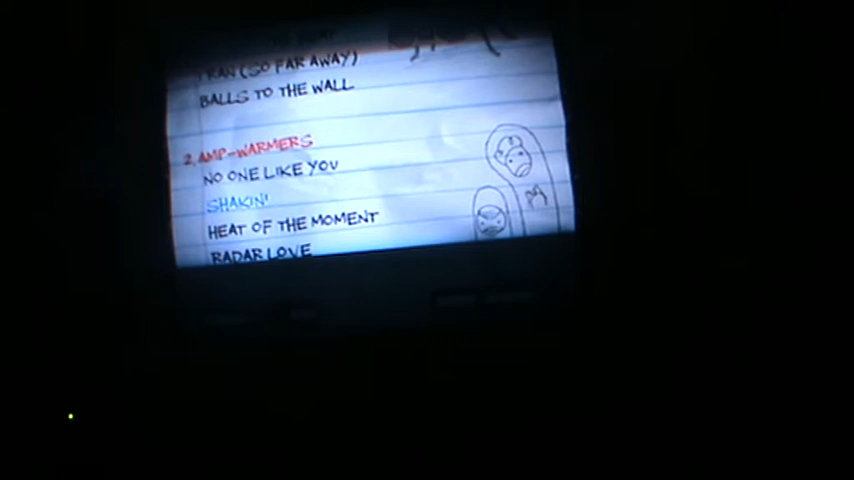 I RAN (SO FAR AWAY)
BALLS TO THE WALL
2. AMP-WARMERS
NO ONE LIKE YOU
SHAKIN'
HEAT OF THE MOMENT
RADAR LOVE